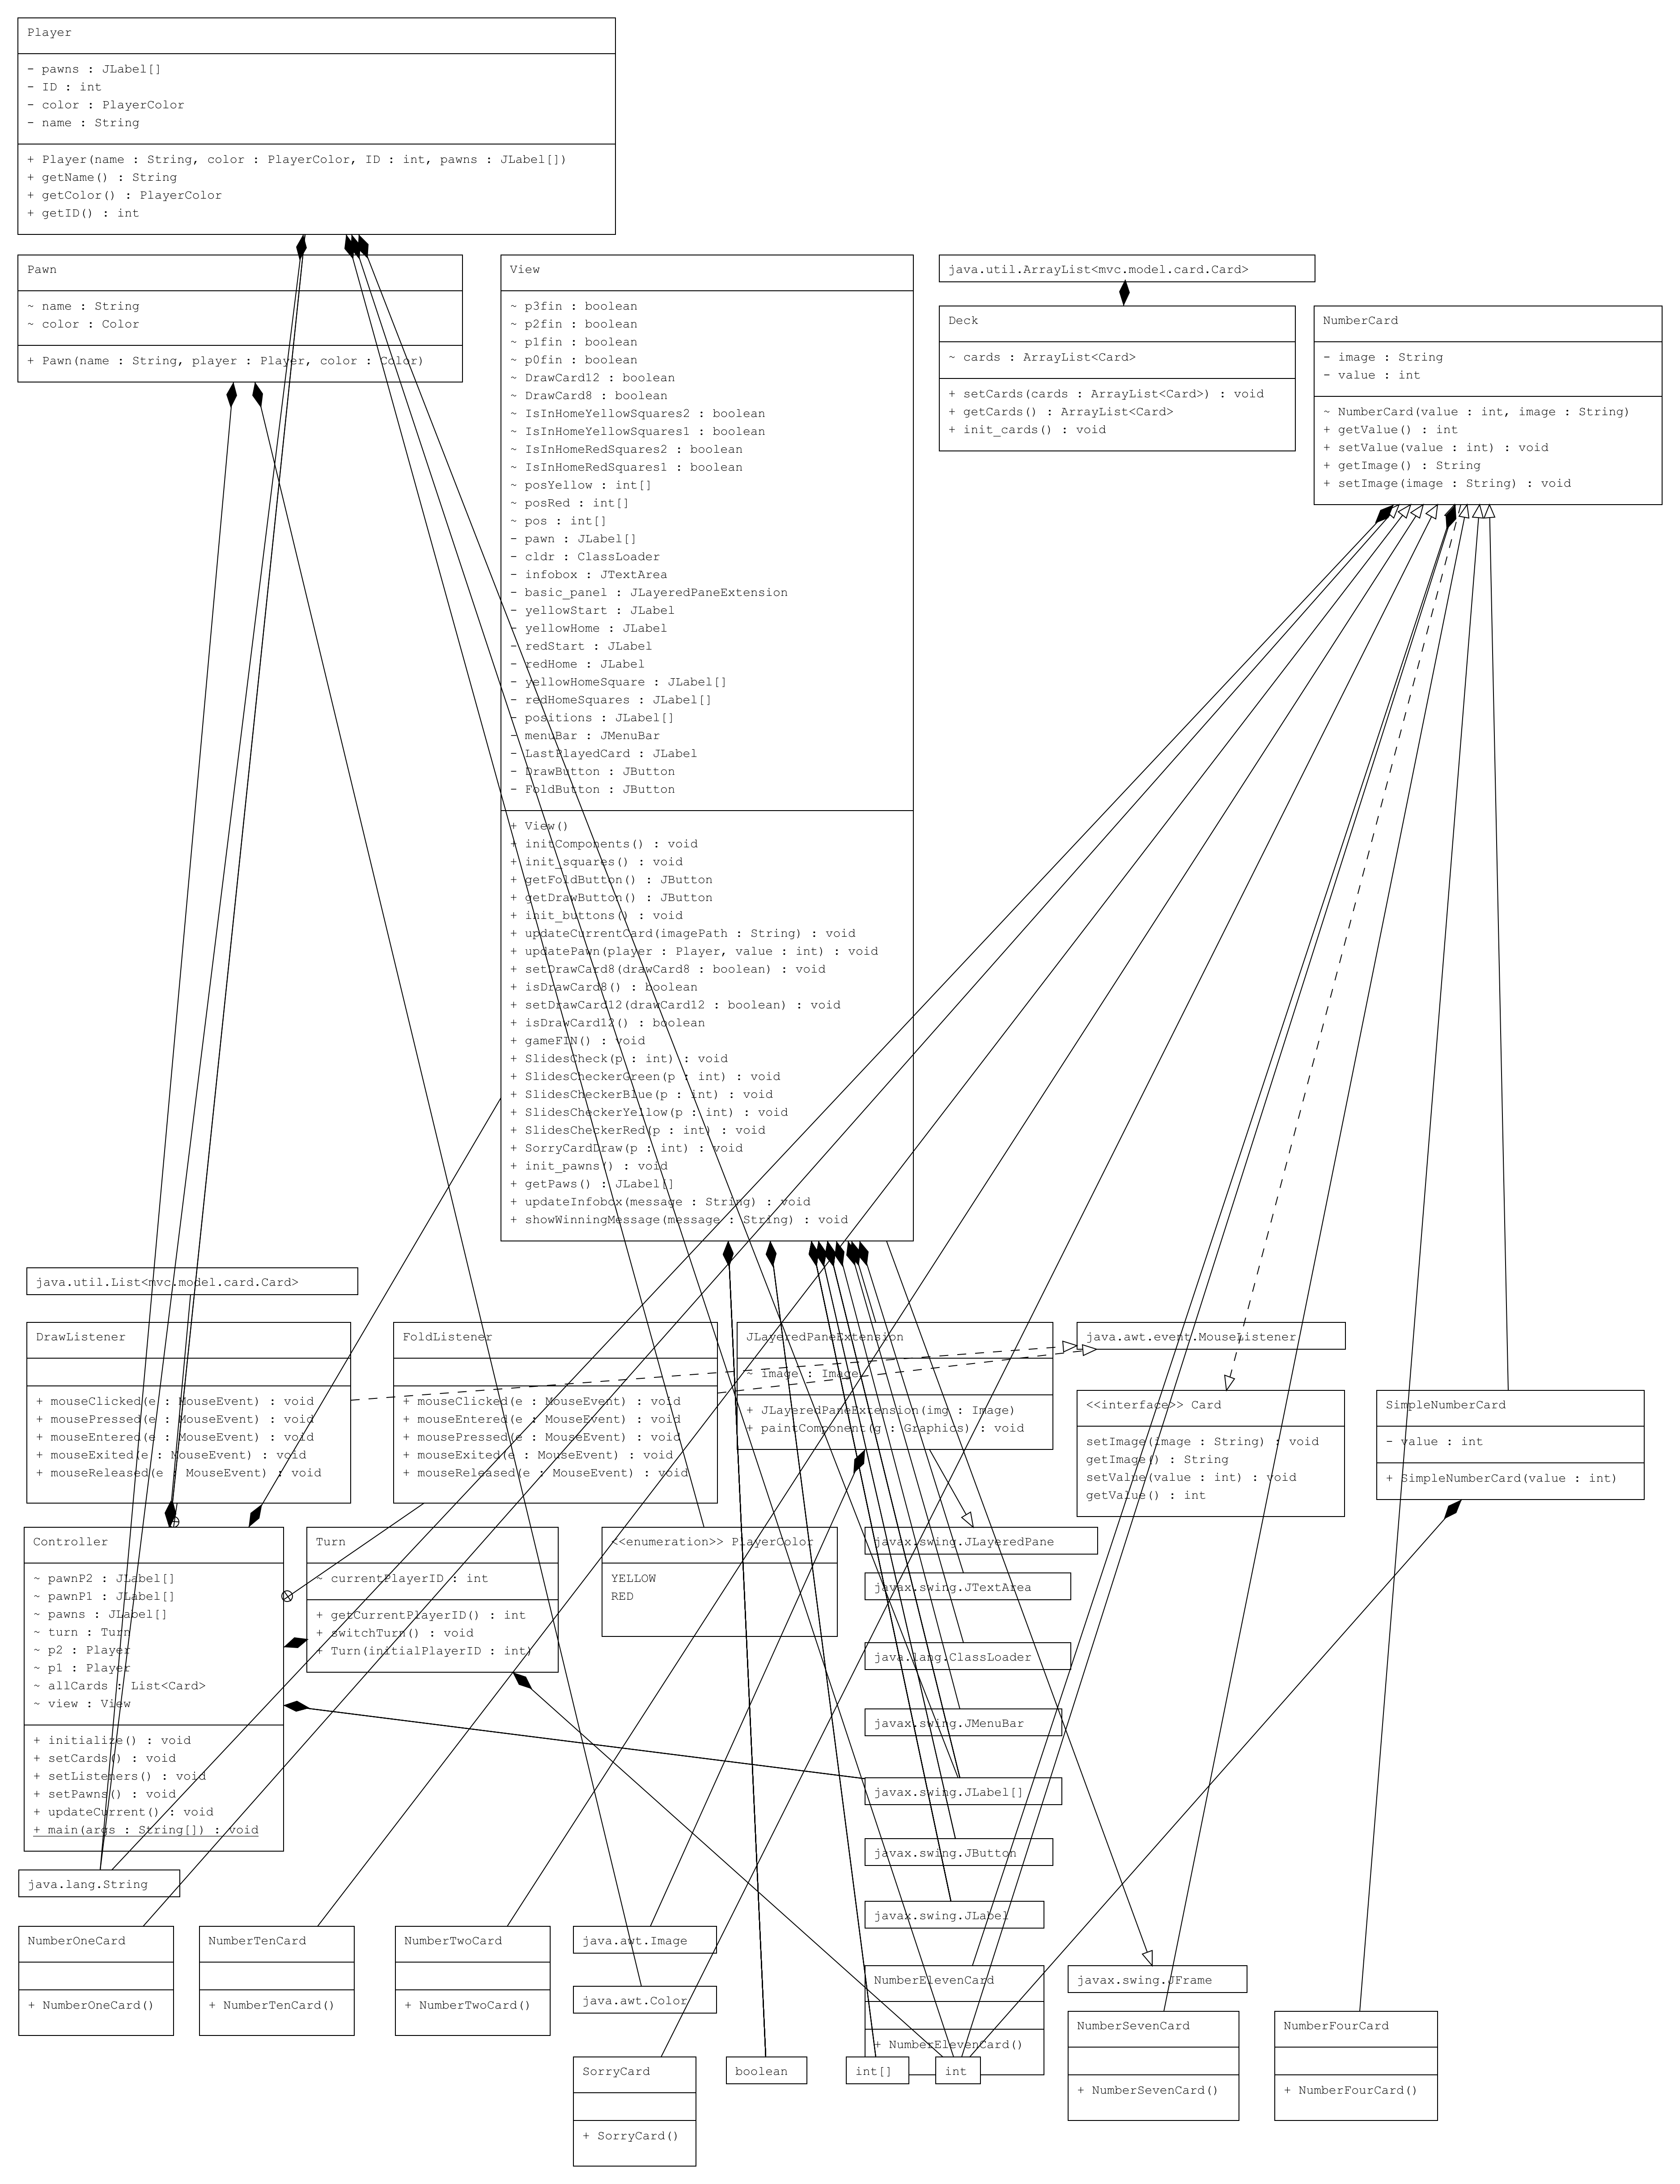 Player
- pawns : JLabel[]
- ID : int
- color : PlayerColor
- name : String
+ Player(name : String, color : PlayerColor, ID : int, pawns : JLabel[])
+ getName() : String
+ getColor() : PlayerColor
+ getID() : int
Pawn
~ name : String
~ color : Color
+ Pawn(name : String, player : Player, color : Color)
View
~ p3fin : boolean
~ p2fin : boolean
~ p1fin : boolean
~ p0fin : boolean
~ DrawCard12 : boolean
~ DrawCard8 : boolean
~ IsInHomeYellowSquares2 : boolean
~ IsInHomeYellowSquares1 : boolean
~ IsInHomeRedSquares2 : boolean
~ IsInHomeRedSquares1 : boolean
~ posYellow : int[]
~ posRed : int[]
~ pos : int[]
- pawn : JLabel[]
- cldr : ClassLoader
- infobox : JTextArea
- basic_panel : JLayeredPaneExtension
- yellowStart : JLabel
- yellowHome : JLabel
- redStart : JLabel
- redHome : JLabel
- yellowHomeSquare : JLabel[]
- redHomeSquares : JLabel[]
- positions : JLabel[]
- menuBar : JMenuBar
- LastPlayedCard : JLabel
- DrawButton : JButton
- FoldButton : JButton
+ View()
+ initComponents() : void
+ init_squares() : void
+ getFoldButton() : JButton
+ getDrawButton() : JButton
+ init_buttons() : void
+ updateCurrentCard(imagePath : String) : void
+ updatePawn(player : Player, value : int) : void
+ setDrawCard8(drawCard8 : boolean) : void
+ isDrawCard8() : boolean
+ setDrawCard12(drawCard12 : boolean) : void
+ isDrawCard12() : boolean
+ gameFIN() : void
+ SlidesCheck(p : int) : void
+ SlidesCheckerGreen(p : int) : void
+ SlidesCheckerBlue(p : int) : void
+ SlidesCheckerYellow(p : int) : void
+ SlidesCheckerRed(p : int) : void
+ SorryCardDraw(p : int) : void
+ init_pawns() : void
+ getPaws() : JLabel[]
+ updateInfobox(message : String) : void
+ showWinningMessage(message : String) : void
java.util.ArrayList<mvc.model.card.Card>
Deck
~ cards : ArrayList<Card>
+ setCards(cards : ArrayList<Card>) : void
+ getCards() : ArrayList<Card>
+ init_cards() : void
NumberCard
- image : String
- value : int
~ NumberCard(value : int, image : String)
+ getValue() : int
+ setValue(value : int) : void
+ getImage() : String
+ setImage(image : String) : void
java.util.List<mvc.model.card.Card>
DrawListener
+ mouseClicked(e : MouseEvent) : void
+ mousePressed(e : MouseEvent) : void
+ mouseEntered(e : MouseEvent) : void
+ mouseExited(e : MouseEvent) : void
+ mouseReleased(e : MouseEvent) : void
FoldListener
+ mouseClicked(e : MouseEvent) : void
+ mouseEntered(e : MouseEvent) : void
+ mousePressed(e : MouseEvent) : void
+ mouseExited(e : MouseEvent) : void
+ mouseReleased(e : MouseEvent) : void
JLayeredPaneExtension
~ Image : Image
+ JLayeredPaneExtension(img : Image)
+ paintComponent(g : Graphics) : void
java.awt.event.MouseListener
<<interface>> Card
setImage(image : String) : void
getImage() : String
setValue(value : int) : void
getValue() : int
SimpleNumberCard
- value : int
+ SimpleNumberCard(value : int)
Controller
~ pawnP2 : JLabel[]
~ pawnP1 : JLabel[]
~ pawns : JLabel[]
~ turn : Turn
~ p2 : Player
~ p1 : Player
~ allCards : List<Card>
~ view : View
+ initialize() : void
+ setCards() : void
+ setListeners() : void
+ setPawns() : void
+ updateCurrent() : void
+ main(args : String[]) : void
Turn
~ currentPlayerID : int
+ getCurrentPlayerID() : int
+ switchTurn() : void
+ Turn(initialPlayerID : int)
<<enumeration>> PlayerColor
YELLOW
RED
javax.swing.JLayeredPane
javax.swing.JTextArea
java.lang.ClassLoader
javax.swing.JMenuBar
javax.swing.JLabel[]
javax.swing.JButton
javax.swing.JLabel
java.lang.String
NumberOneCard
+ NumberOneCard()
NumberTenCard
+ NumberTenCard()
NumberTwoCard
+ NumberTwoCard()
java.awt.Image
java.awt.Color
NumberElevenCard
+ NumberElevenCard()
javax.swing.JFrame
NumberSevenCard
+ NumberSevenCard()
NumberFourCard
+ NumberFourCard()
SorryCard
+ SorryCard()
boolean
int[]
int